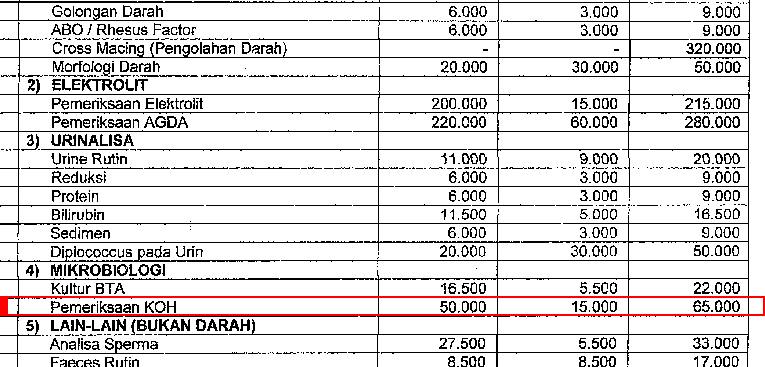 Golongan Darah 6.000 3.000 9.000
ABO / Rhesus Factor 6.000 3.000 9.000
Cross Macing (Pengolahan Darah) - - 320.000
Morfologi Darah 20.000 30.000 50.000
2) ELEKTROLIT
Pemeriksaan Elektrolit 200.000 15.000 215.000
Pemeriksaan AGDA 220.000 60.000 280.000
3) URINALISA
Urine Rutin 11.000 9.000 20.000
Reduksi 6.000 3.000 9.000
Protein 6.000 3.000 9.000
Bilirubin 11.500 5.000 16.500
Sedimen 6.000 3.000 9.000
Diplococcus pada Urin 20.000 30.000 50.000
4) MIKROBIOLOGI
Kultur BTA 16.500 5.500 22.000
Pemeriksaan KOH 50.000 15.000 65.000
5) LAIN-LAIN (BUKAN DARAH)
Analisa Sperma 27.500 5.500 33.000
Faeces Rutin 8.500 8.500 17.000